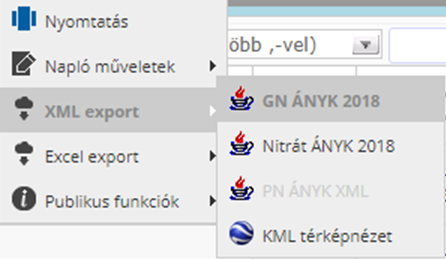 Nyomtatás
öbb ,-vel)
Napló műveletek
XML export
GN ÁNYK 2018
Excel export
Nitrát ÁNYK 2018
Publikus funkciók
PN ÁNYK XML
KML térképnézet